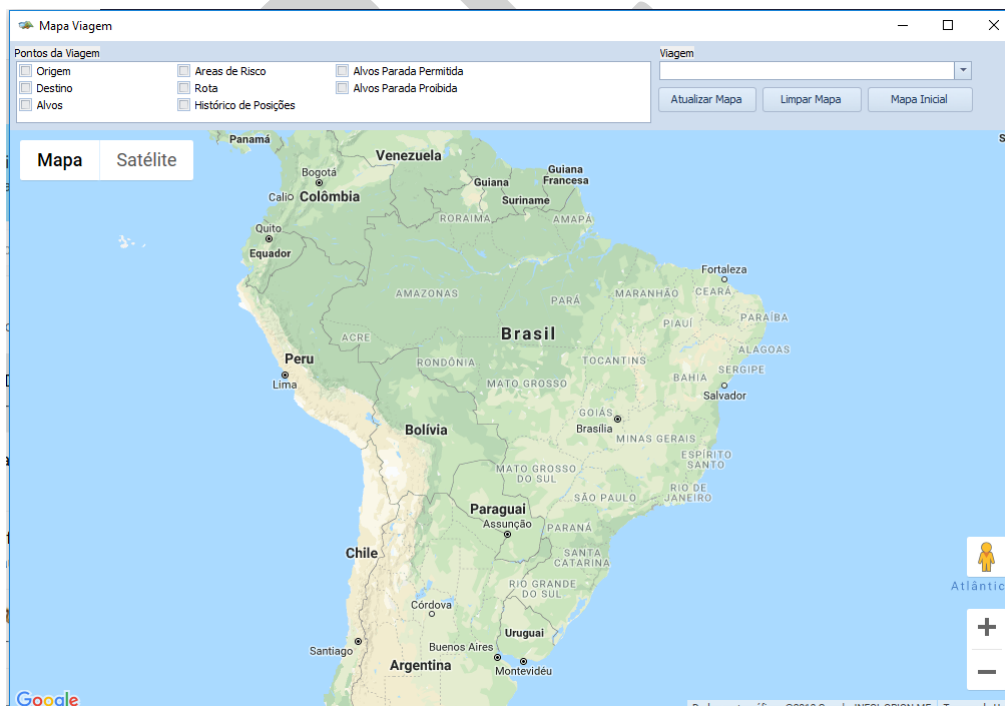 Mapa Viagem
Pontos da Viagem
Viagem
Origem
Areas de Risco
Alvos Parada Permitida
Destino
Rota
Alvos Parada Proibida
Alvos
Histórico de Posições
Atualizar Mapa
Limpar Mapa
Mapa Inicial
Mapa
Satélite
Panamá
Venezuela
Bogotá
Guiana
Guiana
Francesa
Calio
Colômbia
Suriname
RORAIMA
AMAPÁ
Quito
Equador
Fortaleza
AMAZONAS
PARÁ
MARANHÃO
CEARÁ
PARAÍBA
PIAUÍ
Brasil
ACRE
ALAGOAS
Peru
RONDÔNIA
TOCANTINS
SERGIPE
Lima
MATO GROSSO
BAHIA
Salvador
GOIÁS
Brasília
Bolívia
MINAS GERAIS
ESPÍRITO
SANTO
MATO GROSSO
DO SUL
RIO DE
JANEIRO
SÃO PAULO
Paraguai
Assunção
PARANÁ
Chile
SANTA
CATARINA
RIO GRANDE
DO SUL
Atlântic
Córdova
Uruguai
Santiago
Buenos Aires
Argentina
Montevidéu
Google